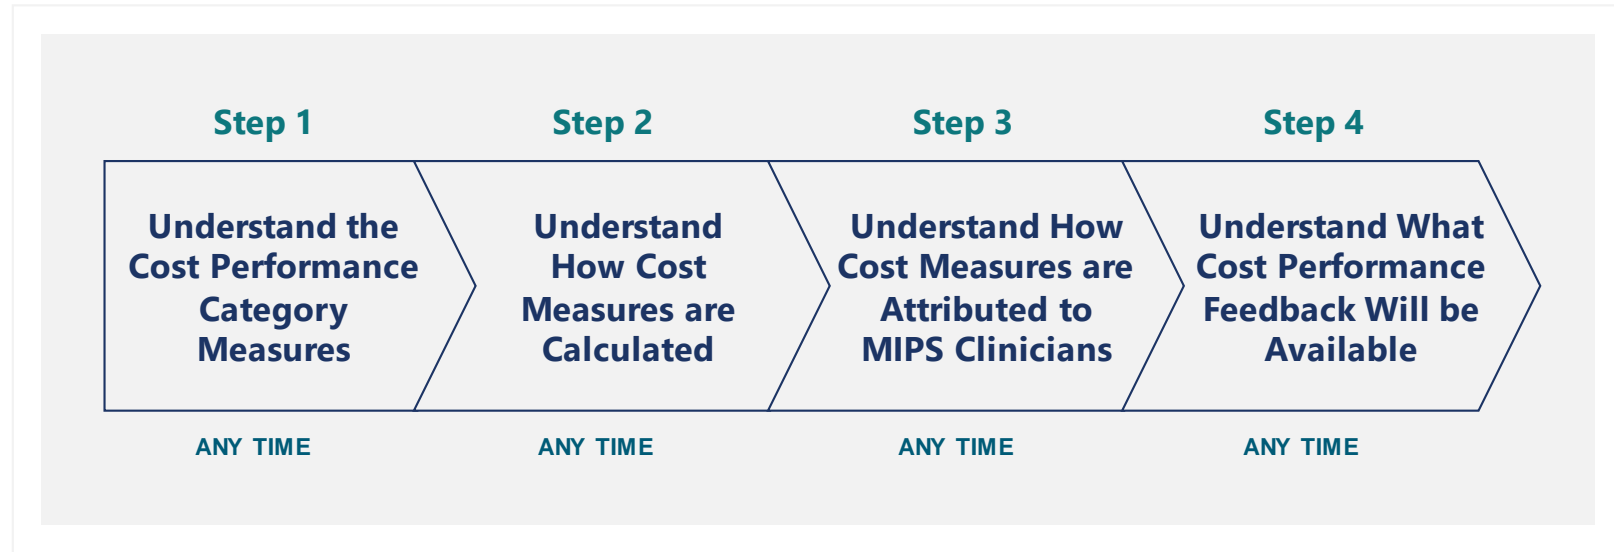 Step 1
Understand the
Cost Performance
Category
Measures
ANY TIME
Step 2
Understand
How Cost
Measures are
Calculated
ANY TIME
Step 3
Understand How
Cost Measures are
Attributed to
MIPS Clinicians
ANY TIME
Step 4
Understand What
Cost Performance
Feedback Will be
Available
ANY TIME